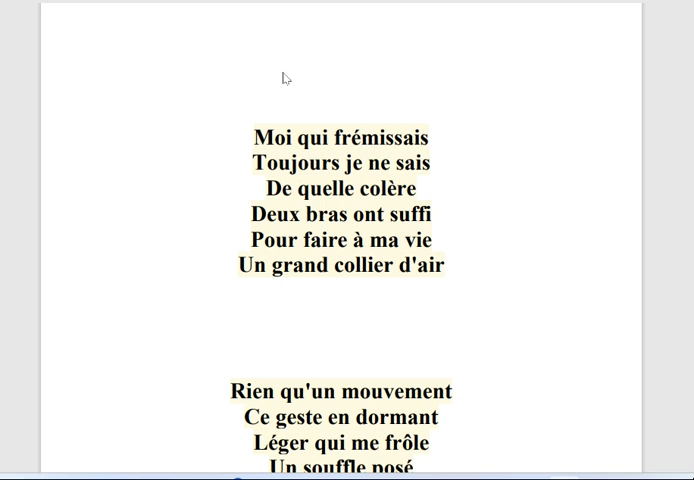 Moi qui frémissais
Toujours je ne sais
De quelle colère
Deux bras ont suffi
Pour faire à ma vie
Un grand collier d'air
Rien qu'un mouvement
Ce geste en dormant
Léger qui me frôle
Un souffle posé